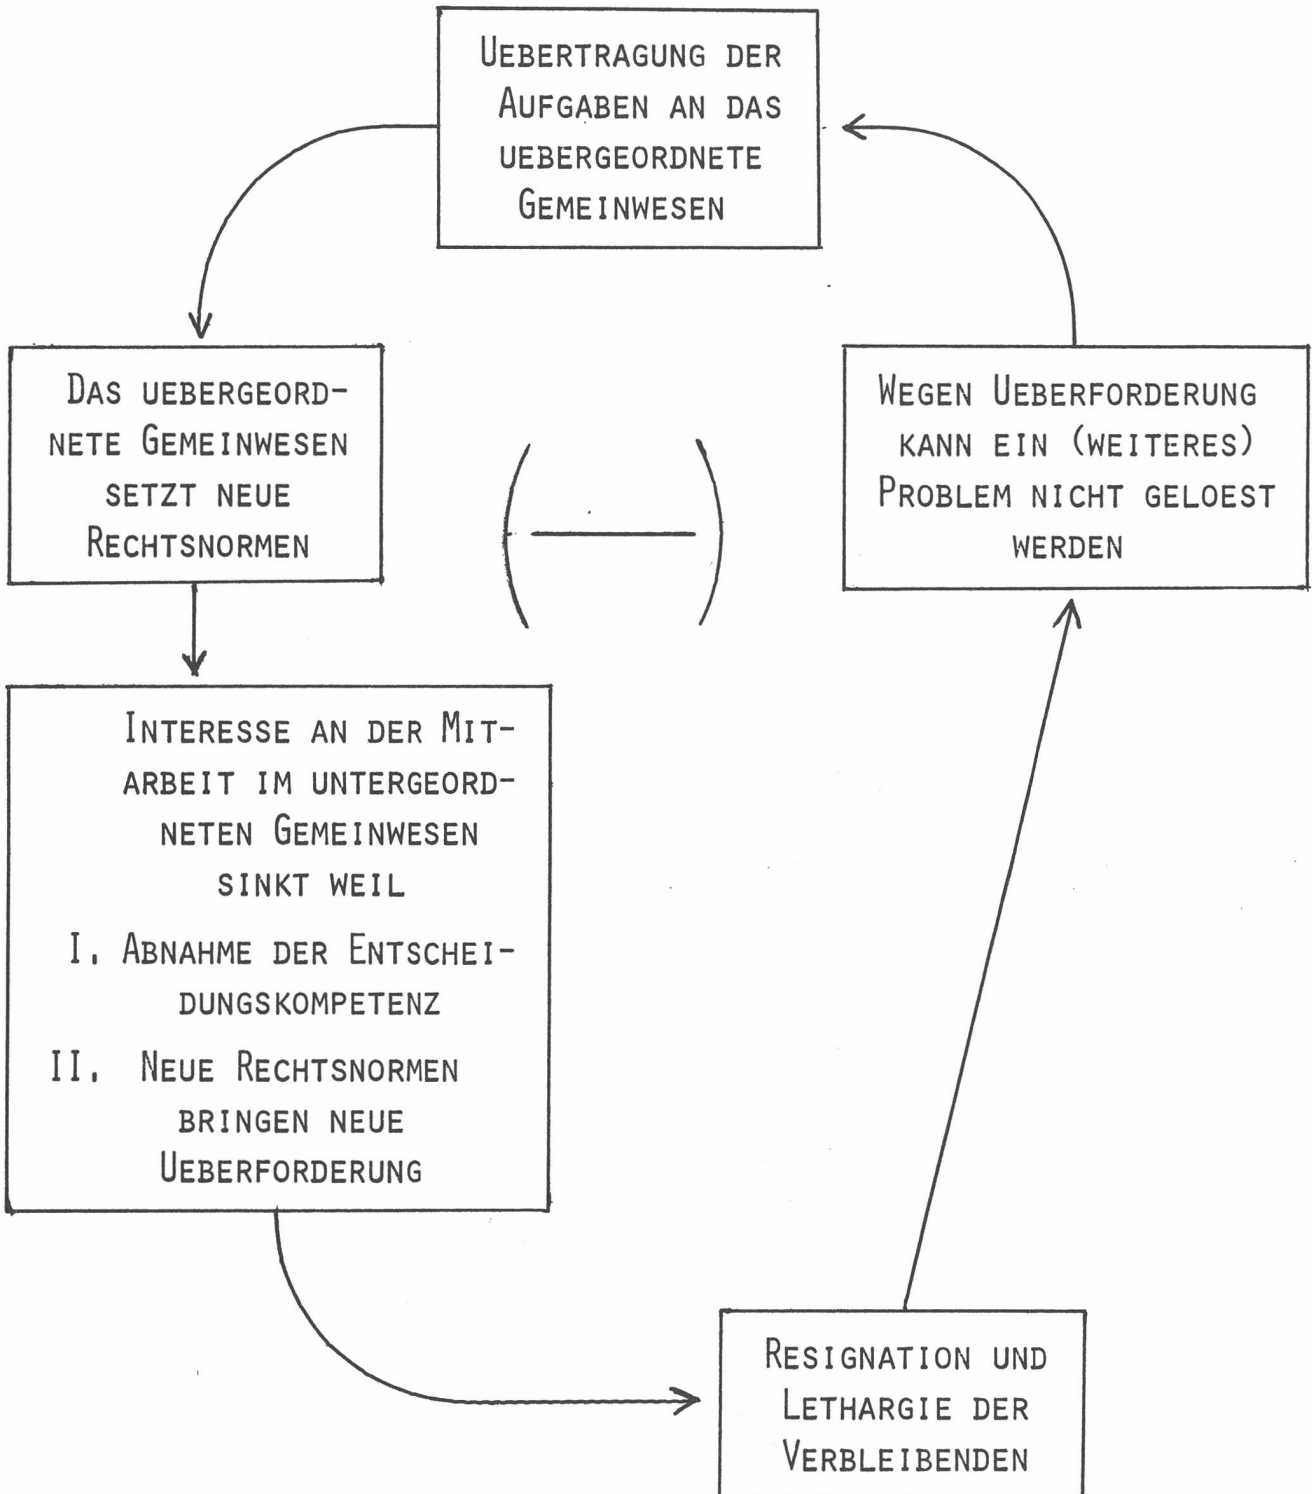 UEBERTRAGUNG DER
AUFGABEN AN DAS
UEBERGEORDNETE
GEMEINWESEN
DAS UEBERGEORD-
NETE GEMEINWESEN
SETZT NEUE
RECHTSNORMEN
INTERESSE AN DER MIT-
ARBEIT IM UNTERGEORD-
NETEN GEMEINWESEN
SINKT WEIL
I. ABNAHME DER ENTSCHEI-
DUNGSKOMPETENZ
II. NEUE RECHTSNORMEN
BRINGEN NEUE
UEBERFORDERUNG
RESIGNATION UND
LETHARGIE DER
VERBLEIBENDEN
WEGEN UEBERFORDERUNG
KANN EIN (WEITERES)
PROBLEM NICHT GELOEST
WERDEN
(—)